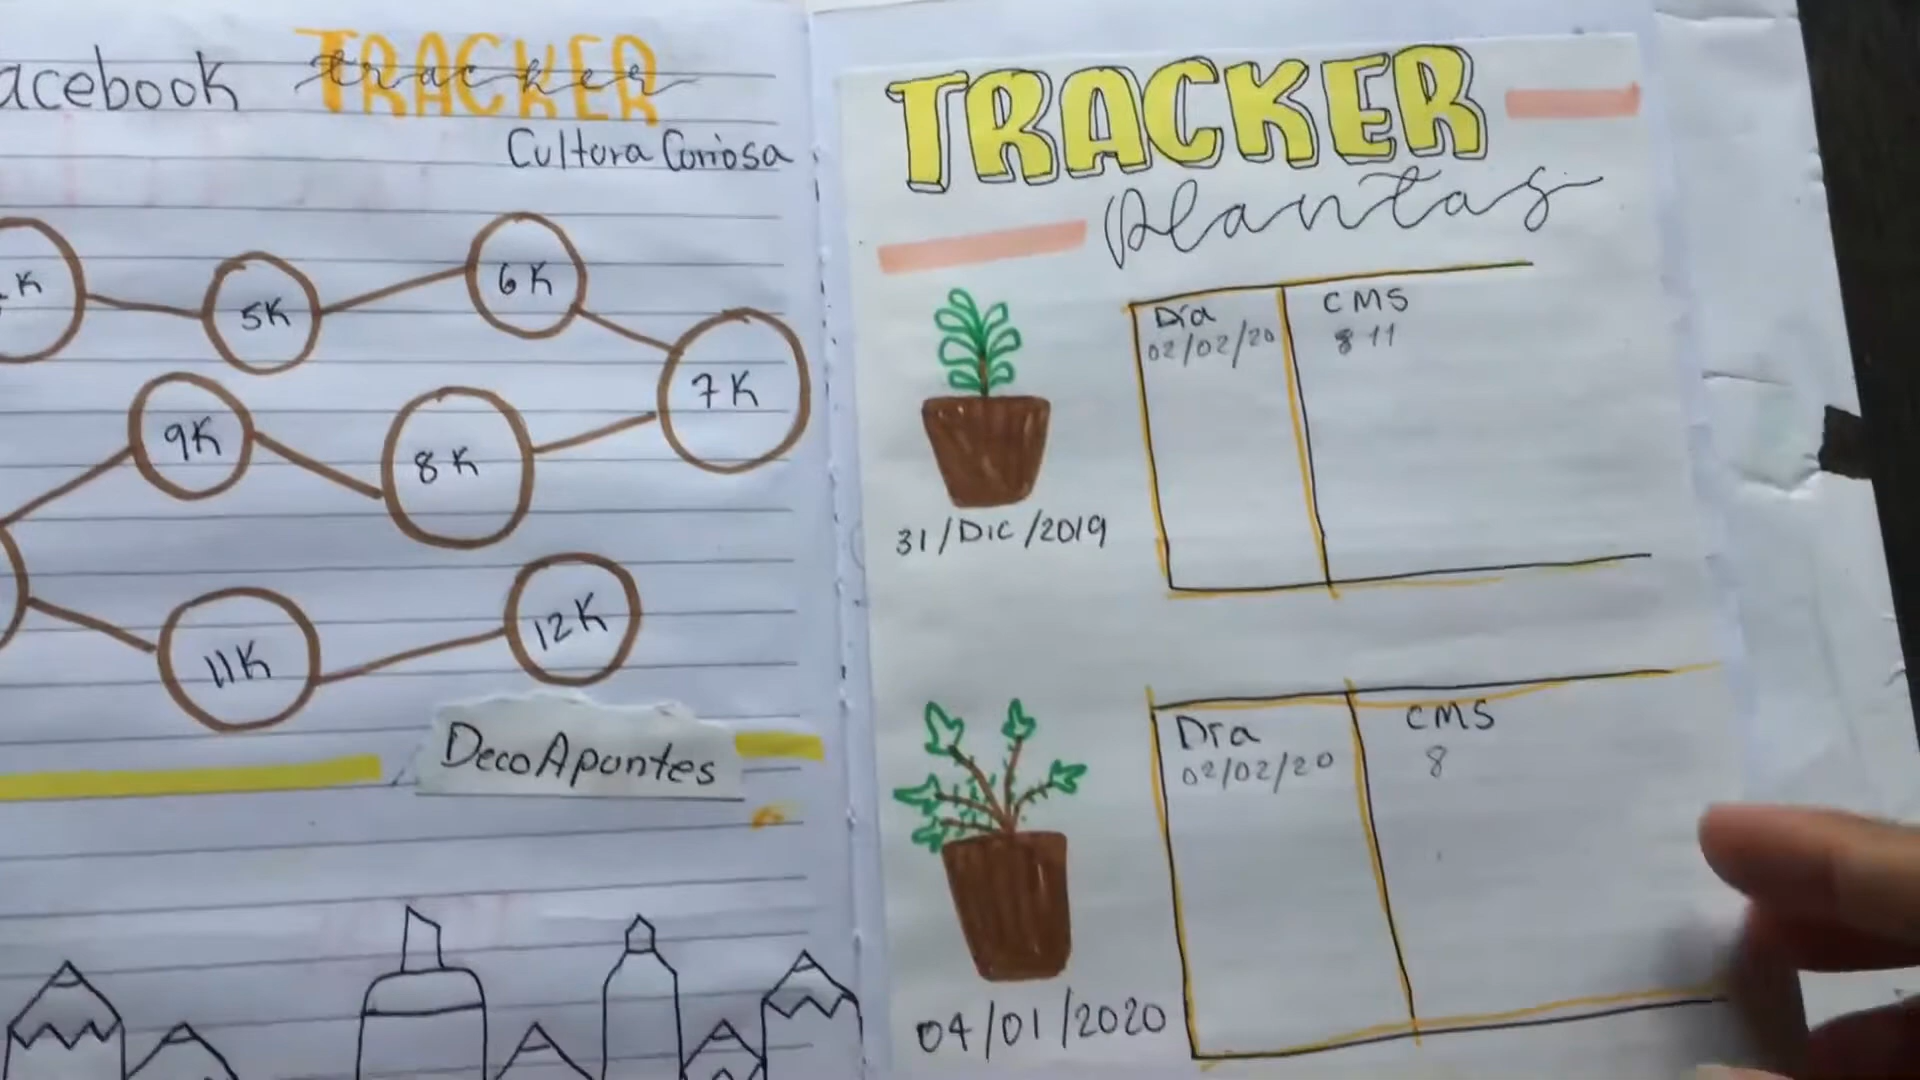 acebook TRACKER
tracker
Cultura Curiosa
K
5K
6K
7K
8K
9K
11K
12K
DecoApuntes
TRACKER
plantas
Día
CMS
02/02/20
11
31/DIC/2019
Día
CMS
02/02/20
8
04/01/2020